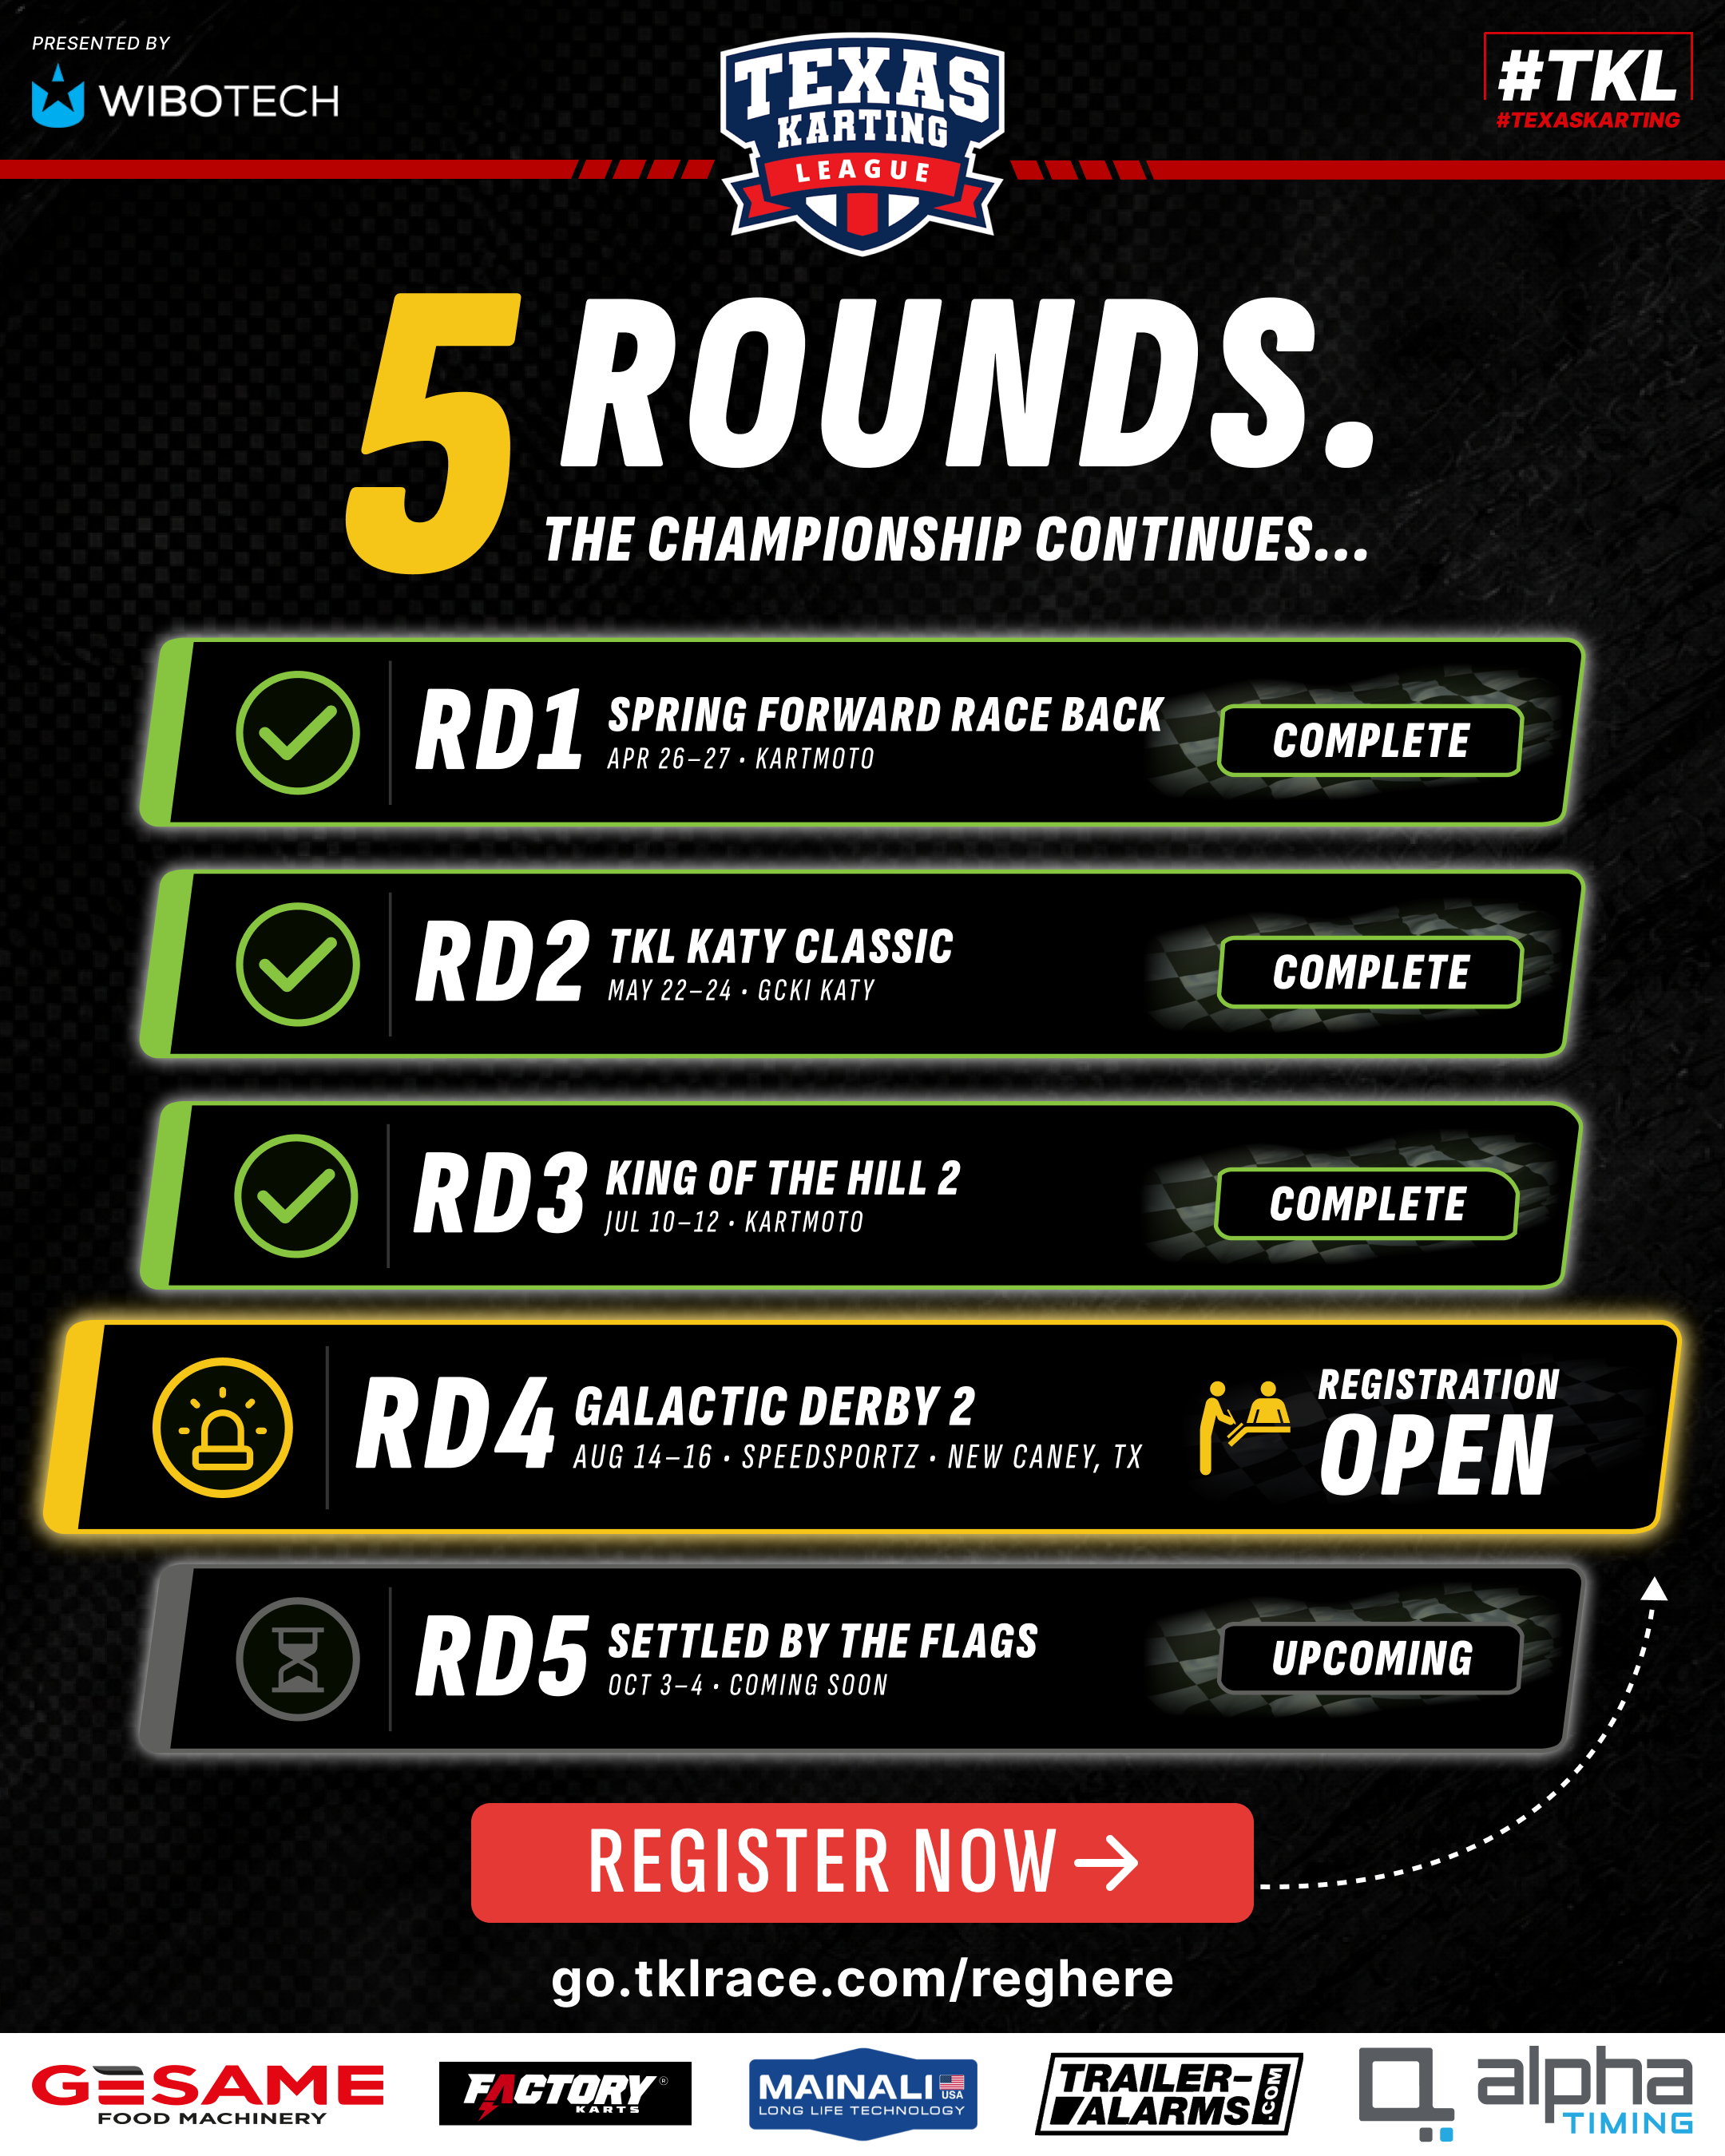 PRESENTED BY
WIBOTECH
TEXAS
KARTING
LEAGUE
#TKL
#TEXASKARTING
5 ROUNDS.
THE CHAMPIONSHIP CONTINUES...
RD1 SPRING FORWARD RACE BACK
APR 26–27 • KARTMOTO
COMPLETE
RD2 TKL KATY CLASSIC
MAY 22–24 • GCKI KATY
COMPLETE
RD3 KING OF THE HILL 2
JUL 10–12 • KARTMOTO
COMPLETE
RD4 GALACTIC DERBY 2
AUG 14–16 • SPEEDSPORTZ • NEW CANEY, TX
REGISTRATION
OPEN
RD5 SETTLED BY THE FLAGS
OCT 3–4 • COMING SOON
UPCOMING
REGISTER NOW →
go.tklrace.com/reghere
GESAME
FOOD MACHINERY
FACTORY®
KARTS
MAINALI USA
LONG LIFE TECHNOLOGY
TRAILER-
ALARMS.COM
alpha
TIMING